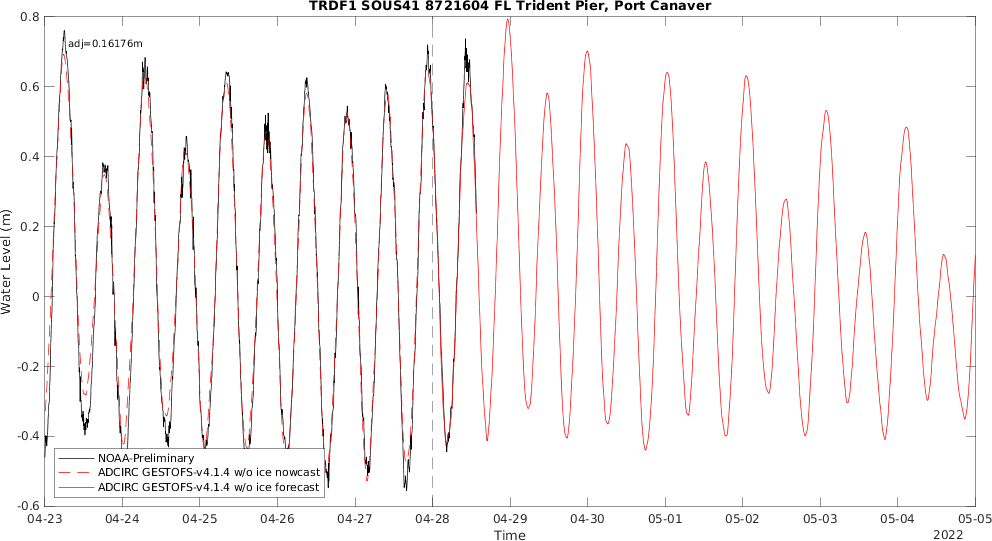 TRDF1 SOUS41 8721604 FL Trident Pier, Port Canaver
adj=0.16176m
Water Level (m)
0.8
0.6
0.4
0.2
0
-0.2
-0.4
-0.6
NOAA-Preliminary
ADCIRC GESTOFS-v4.1.4 w/o ice nowcast
ADCIRC GESTOFS-v4.1.4 w/o ice forecast
04-23 04-24 04-25 04-26 04-27 04-28 04-29 04-30 05-01 05-02 05-03 05-04 05-05
Time
2022